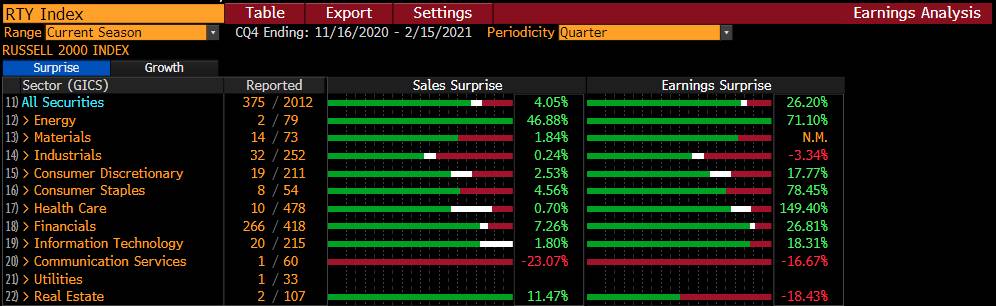 RTY Index Table Export Settings Earnings Analysis
Range Current Season CQ4 Ending: 11/16/2020 - 2/15/2021 Periodicity Quarter
RUSSELL 2000 INDEX
Surprise Growth
Sector (GICS) Reported Sales Surprise Earnings Surprise
11) All Securities 375 / 2012 4.05% 26.20%
12) > Energy 2 / 79 46.88% 71.10%
13) > Materials 14 / 73 1.84% N.M.
14) > Industrials 32 / 252 0.24% -3.34%
15) > Consumer Discretionary 19 / 211 2.53% 17.77%
16) > Consumer Staples 8 / 54 4.56% 78.45%
17) > Health Care 10 / 478 0.70% 149.40%
18) > Financials 266 / 418 7.26% 26.81%
19) > Information Technology 20 / 215 1.80% 18.31%
20) > Communication Services 1 / 60 -23.07% -16.67%
21) > Utilities 1 / 33
22) > Real Estate 2 / 107 11.47% -18.43%